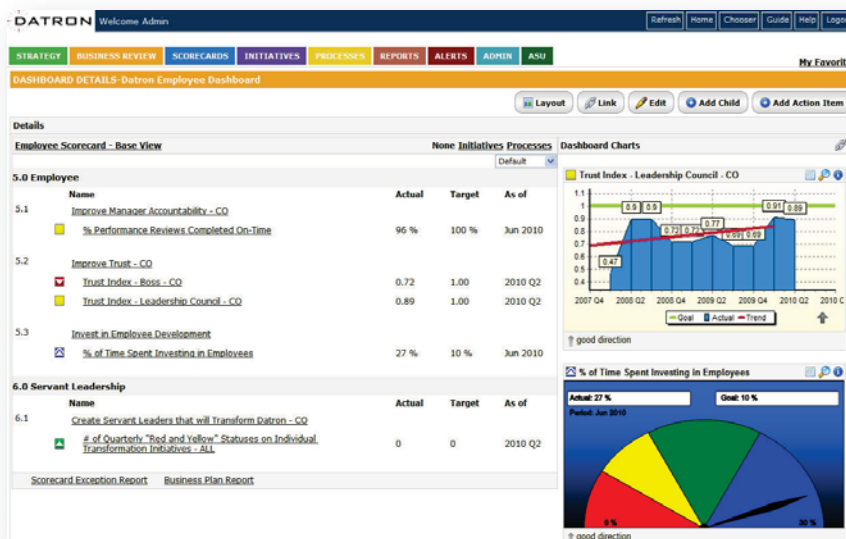 DATRON Welcome Admin
Refresh Home Chooser Guide Help Logou
STRATEGY BUSINESS REVIEW SCORECARDS INITIATIVES PROCESSES REPORTS ALERTS ADMIN ASU
My Favorit
DASHBOARD DETAILS-Datron Employee Dashboard
Layout Link Edit Add Child Add Action Item
Details
Employee Scorecard - Base View None Initiatives Processes
Default
5.0 Employee
Name Actual Target As of
5.1 Improve Manager Accountability - CO
% Performance Reviews Completed On-Time 96 % 100 % Jun 2010
5.2 Improve Trust - CO
Trust Index - Boss - CO 0.72 1.00 2010 Q2
Trust Index - Leadership Council - CO 0.89 1.00 2010 Q2
5.3 Invest in Employee Development
% of Time Spent Investing in Employees 27 % 10 % Jun 2010
6.0 Servant Leadership
Name Actual Target As of
6.1 Create Servant Leaders that will Transform Datron - CO
# of Quarterly "Red and Yellow" Statuses on Individual
Transformation Initiatives - ALL 0 0 2010 Q2
Scorecard Exception Report Business Plan Report
Dashboard Charts
Trust Index - Leadership Council - CO
1.1
1
0.9
0.8
0.7
0.6
0.5
0.4
0.47 0.9 0.9 0.72 0.72 0.77 0.69 0.69 0.91 0.89
2007 Q4 2008 Q2 2008 Q4 2009 Q2 2009 Q4 2010 Q2 2010 Q
Goal Actual Trend
good direction
% of Time Spent Investing in Employees
Actual: 27 % Goal: 10 %
Period: Jun 2010
0 % 30 %
good direction